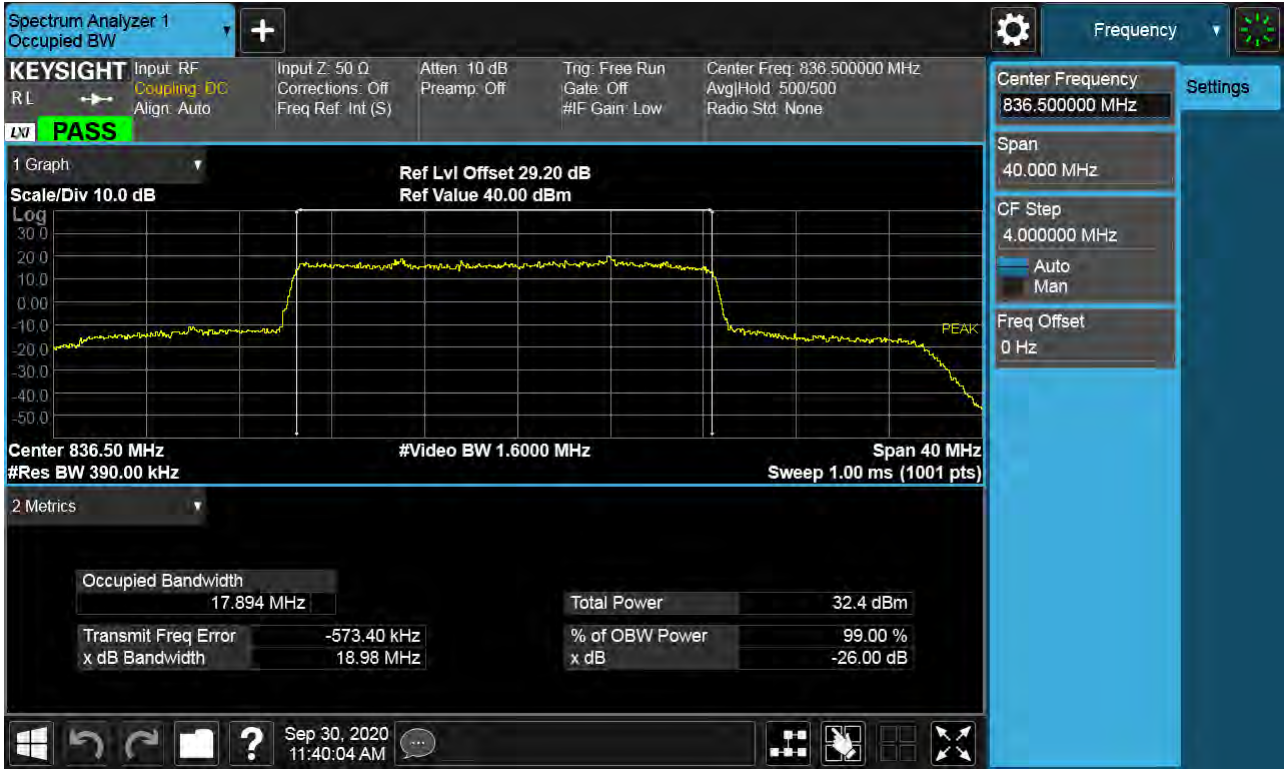 Spectrum Analyzer 1
Occupied BW
Frequency
KEYSIGHT
RL
LXI
PASS
Input: RF
Coupling: DC
Align: Auto
Input Z: 50 Ω
Corrections: Off
Freq Ref: Int (S)
Atten: 10 dB
Preamp: Off
Trig: Free Run
Gate: Off
#IF Gain: Low
Center Freq: 836.500000 MHz
Avg|Hold: 500/500
Radio Std: None
1 Graph
Scale/Div 10.0 dB
Ref Lvl Offset 29.20 dB
Ref Value 40.00 dBm
Log
30.0
20.0
10.0
0.00
-10.0
-20.0
-30.0
-40.0
-50.0
PEAK
Center 836.50 MHz
#Video BW 1.6000 MHz
Span 40 MHz
#Res BW 390.00 kHz
Sweep 1.00 ms (1001 pts)
2 Metrics
Occupied Bandwidth
17.894 MHz
Transmit Freq Error -573.40 kHz
x dB Bandwidth 18.98 MHz
Total Power 32.4 dBm
% of OBW Power 99.00 %
x dB -26.00 dB
Sep 30, 2020
11:40:04 AM
Center Frequency
836.500000 MHz
Settings
Span
40.000 MHz
CF Step
4.000000 MHz
Auto
Man
Freq Offset
0 Hz